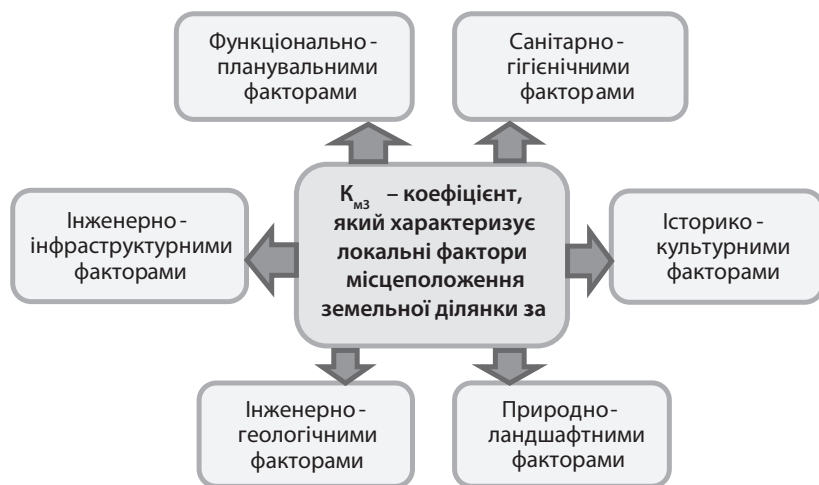 Функціонально-
планувальними
факторами
Санітарно-
гігієнічними
факторами
Інженерно-
інфраструктурними
факторами
Км3 – коефіцієнт,
який характеризує
локальні фактори
місцеположення
земельної ділянки за
Історико-
культурними
факторами
Інженерно-
геологічними
факторами
Природно-
ландшафтними
факторами